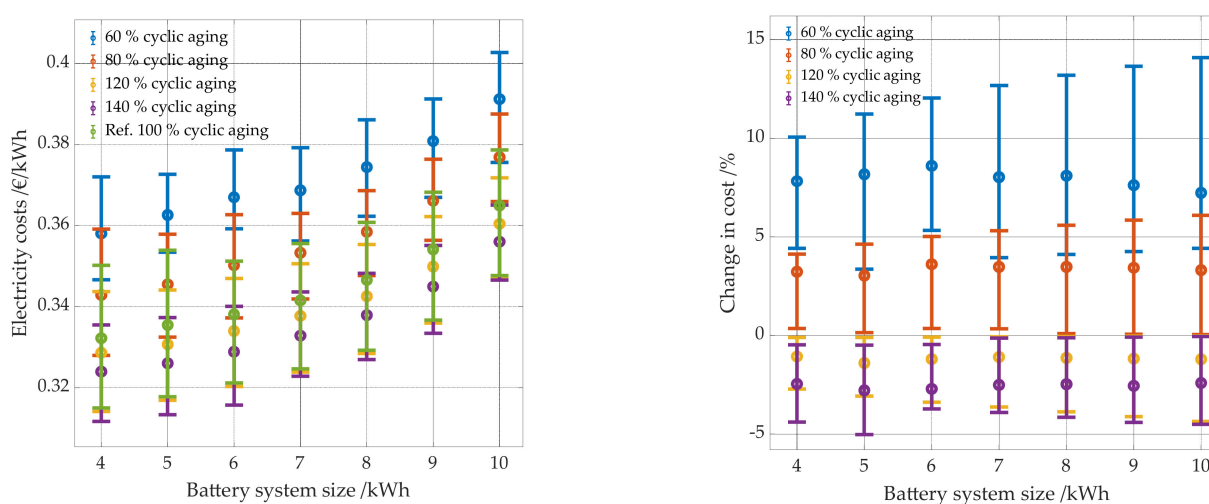 60 % cyclic aging
80 % cyclic aging
120 % cyclic aging
140 % cyclic aging
Ref. 100 % cyclic aging
0.4
0.38
0.36
0.34
0.32
Electricity costs /€/kWh
4 5 6 7 8 9 10
Battery system size /kWh
60 % cyclic aging
80 % cyclic aging
120 % cyclic aging
140 % cyclic aging
15
10
5
0
-5
Change in cost /%
4 5 6 7 8 9 10
Battery system size /kWh